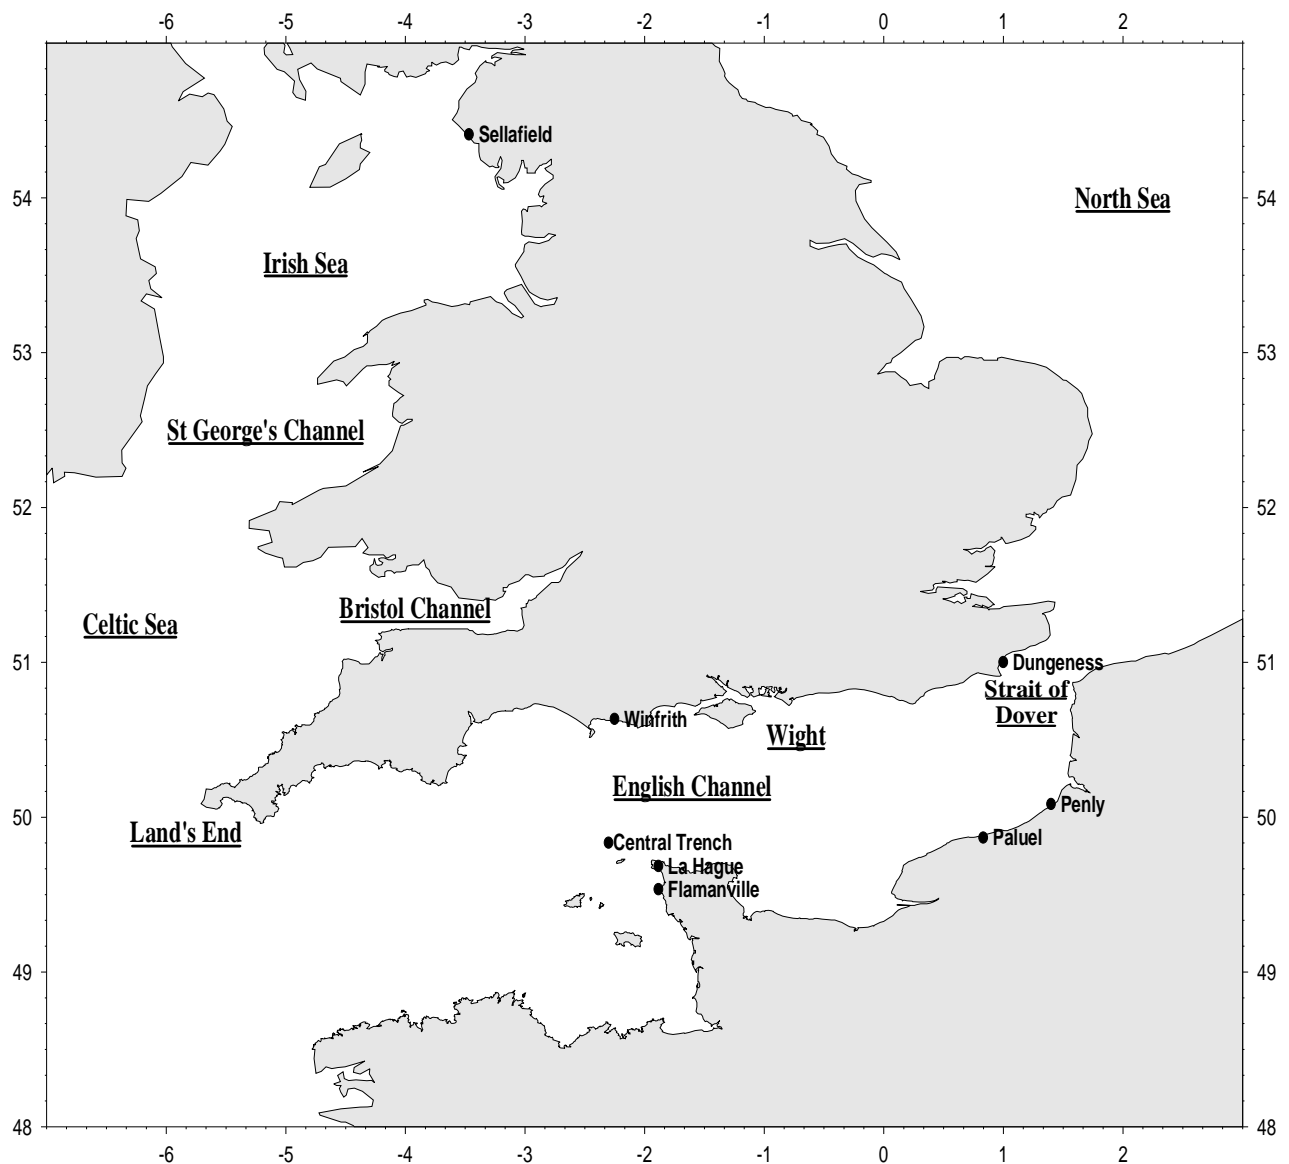 -6 -5 -4 -3 -2 -1 0 1 2
Sellafield
54 North Sea 54
Irish Sea
53 53
St George's Channel
52 52
Bristol Channel
Celtic Sea
51 Dungeness 51
Strait of
Dover
Winfrith
Wight
English Channel
Penly
50 50
Land's End
Paluel
Central Trench
La Hague
Flamanville
49 49
48 48
-6 -5 -4 -3 -2 -1 0 1 2